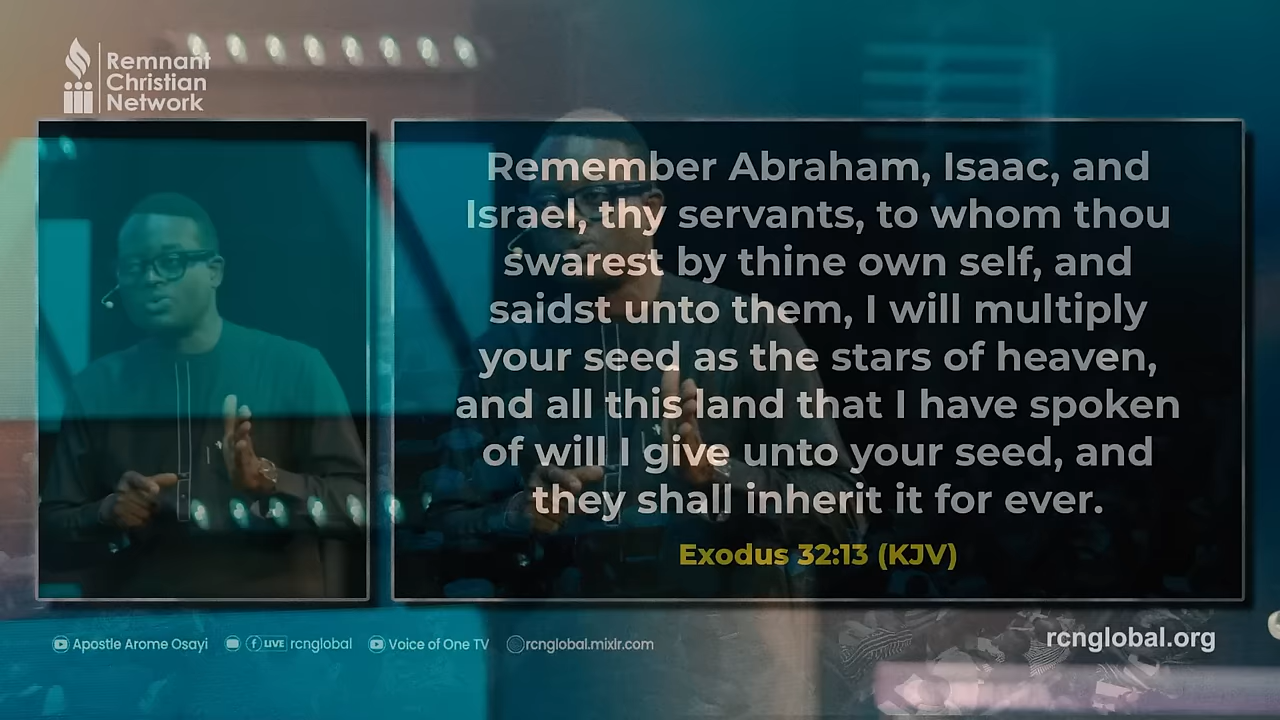 Remnant
Christian
Network
Remember Abraham, Isaac, and
Israel, thy servants, to whom thou
swarest by thine own self, and
saidst unto them, I will multiply
your seed as the stars of heaven,
and all this land that I have spoken
of will I give unto your seed, and
they shall inherit it for ever.
Exodus 32:13 (KJV)
Apostle Arome Osayi LIVE rcnglobal Voice of One TV rcnglobal.mixlr.com
rcnglobal.org